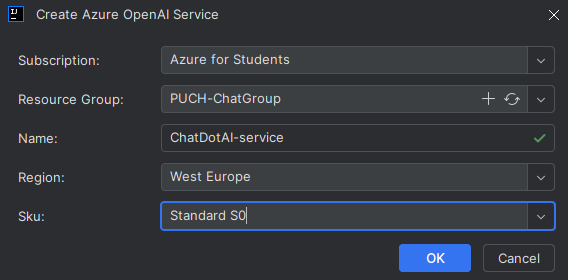 Create Azure OpenAI Service
Subscription: Azure for Students
Resource Group: PUCH-ChatGroup
Name: ChatDotAI-service
Region: West Europe
Sku: Standard S0
OK Cancel